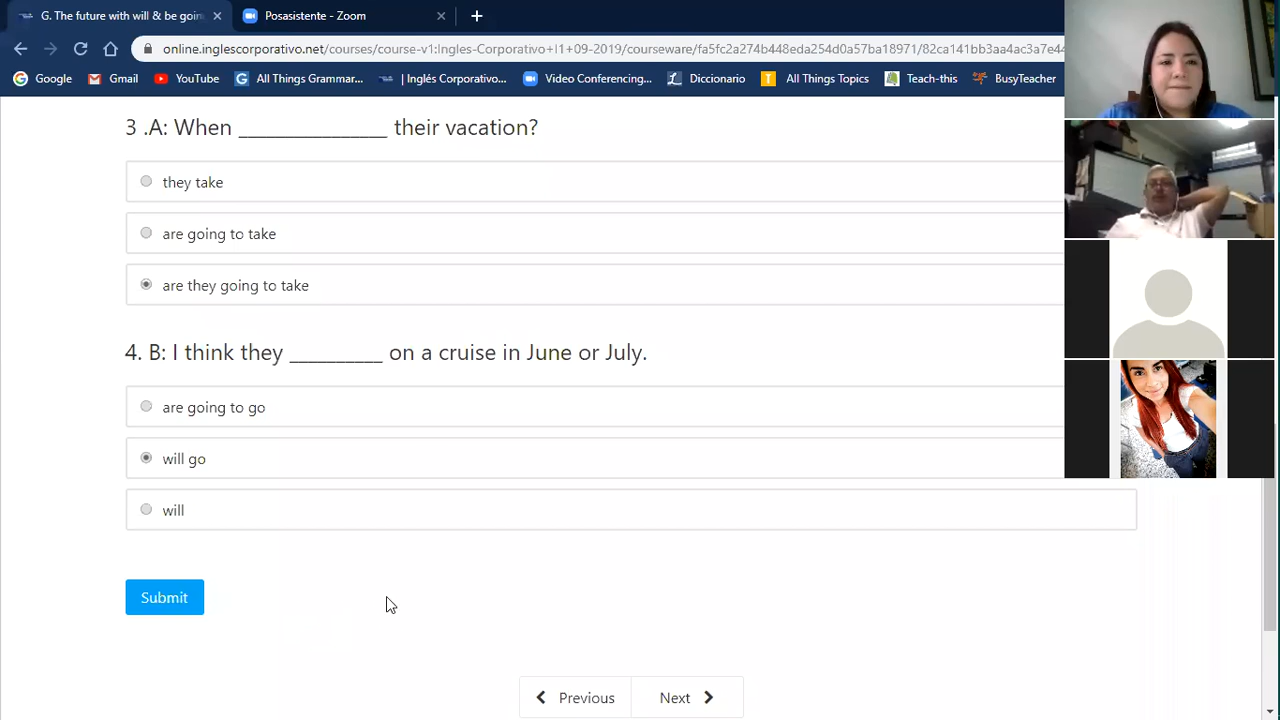 G. The future with will & be goin
Posasistente - Zoom
online.inglescorporativo.net/courses/course-v1:Ingles-Corporativo+I1+09-2019/courseware/fa5fc2a274b448eda254d0a57ba18971/82ca141bb3aa4ac3a7e44
Google
Gmail
YouTube
All Things Grammar...
| Inglés Corporativo...
Video Conferencing...
Diccionario
All Things Topics
Teach-this
BusyTeacher
3 .A: When ______________ their vacation?
they take
are going to take
are they going to take
4. B: I think they _________ on a cruise in June or July.
are going to go
will go
will
Submit
Previous
Next